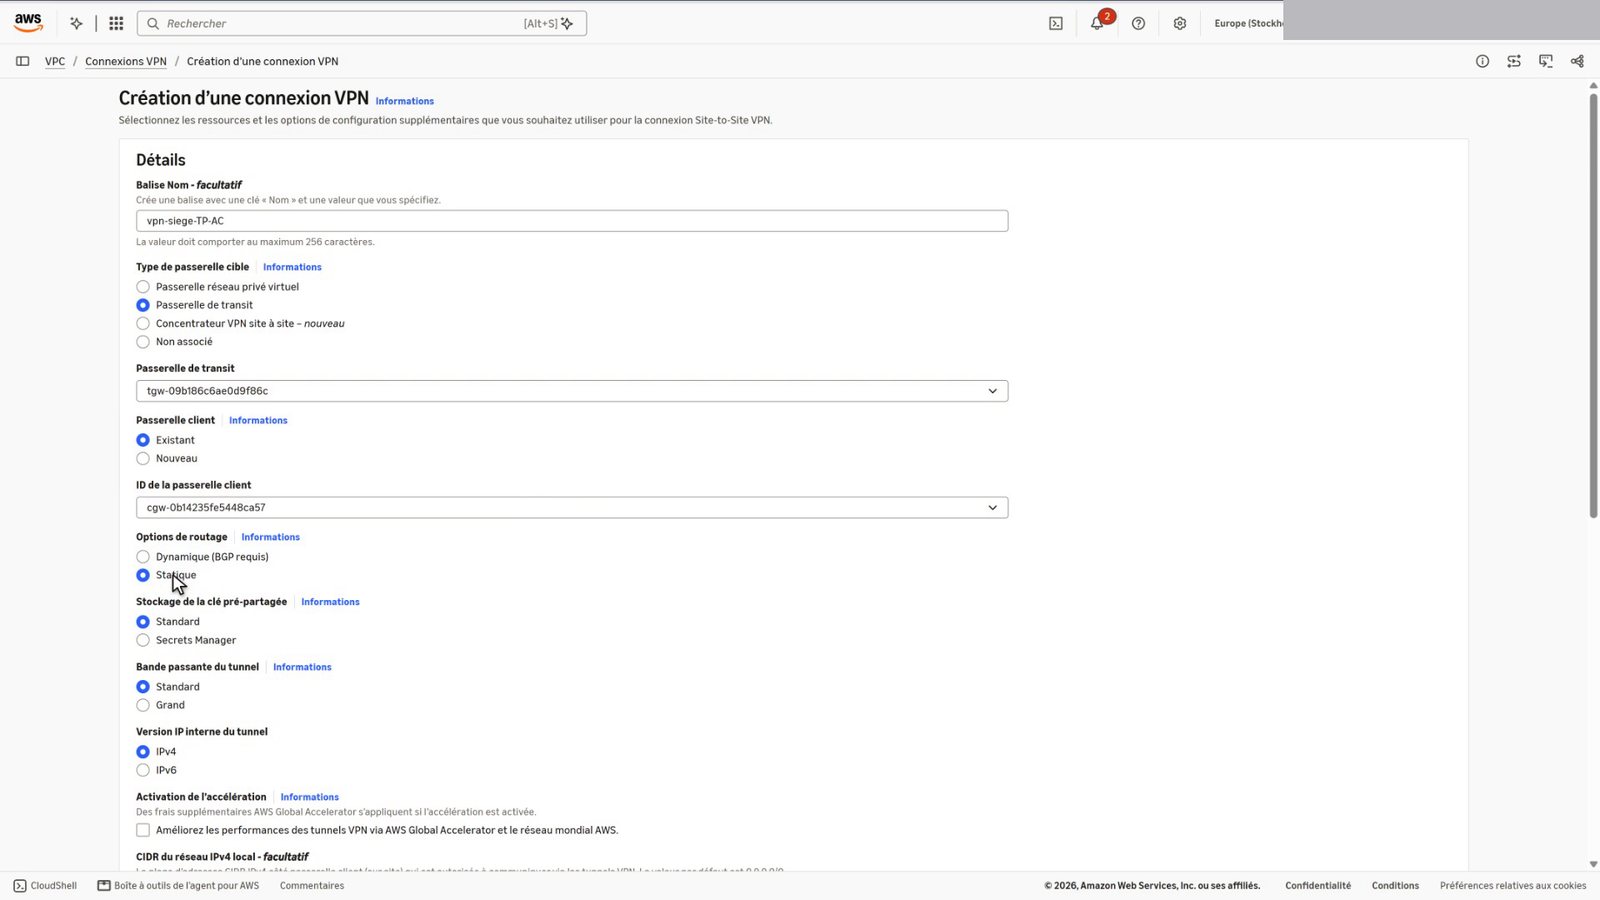 aws
Rechercher
[Alt+S]
2
Europe (Stockh
VPC / Connexions VPN / Création d’une connexion VPN
Création d’une connexion VPN Informations
Sélectionnez les ressources et les options de configuration supplémentaires que vous souhaitez utiliser pour la connexion Site-to-Site VPN.
Détails
Balise Nom - facultatif
Crée une balise avec une clé « Nom » et une valeur que vous spécifiez.
vpn-siege-TP-AC
La valeur doit comporter au maximum 256 caractères.
Type de passerelle cible Informations
Passerelle réseau privé virtuel
Passerelle de transit
Concentrateur VPN site à site – nouveau
Non associé
Passerelle de transit
tgw-09b186c6ae0d9f86c
Passerelle client Informations
Existant
Nouveau
ID de la passerelle client
cgw-0b14235fe5448ca57
Options de routage Informations
Dynamique (BGP requis)
Statique
Stockage de la clé pré-partagée Informations
Standard
Secrets Manager
Bande passante du tunnel Informations
Standard
Grand
Version IP interne du tunnel
IPv4
IPv6
Activation de l’accélération Informations
Des frais supplémentaires AWS Global Accelerator s’appliquent si l’accélération est activée.
Améliorez les performances des tunnels VPN via AWS Global Accelerator et le réseau mondial AWS.
CIDR du réseau IPv4 local - facultatif
CloudShell Boîte à outils de l’agent pour AWS Commentaires © 2026, Amazon Web Services, Inc. ou ses affiliés. Confidentialité Conditions Préférences relatives aux cookies